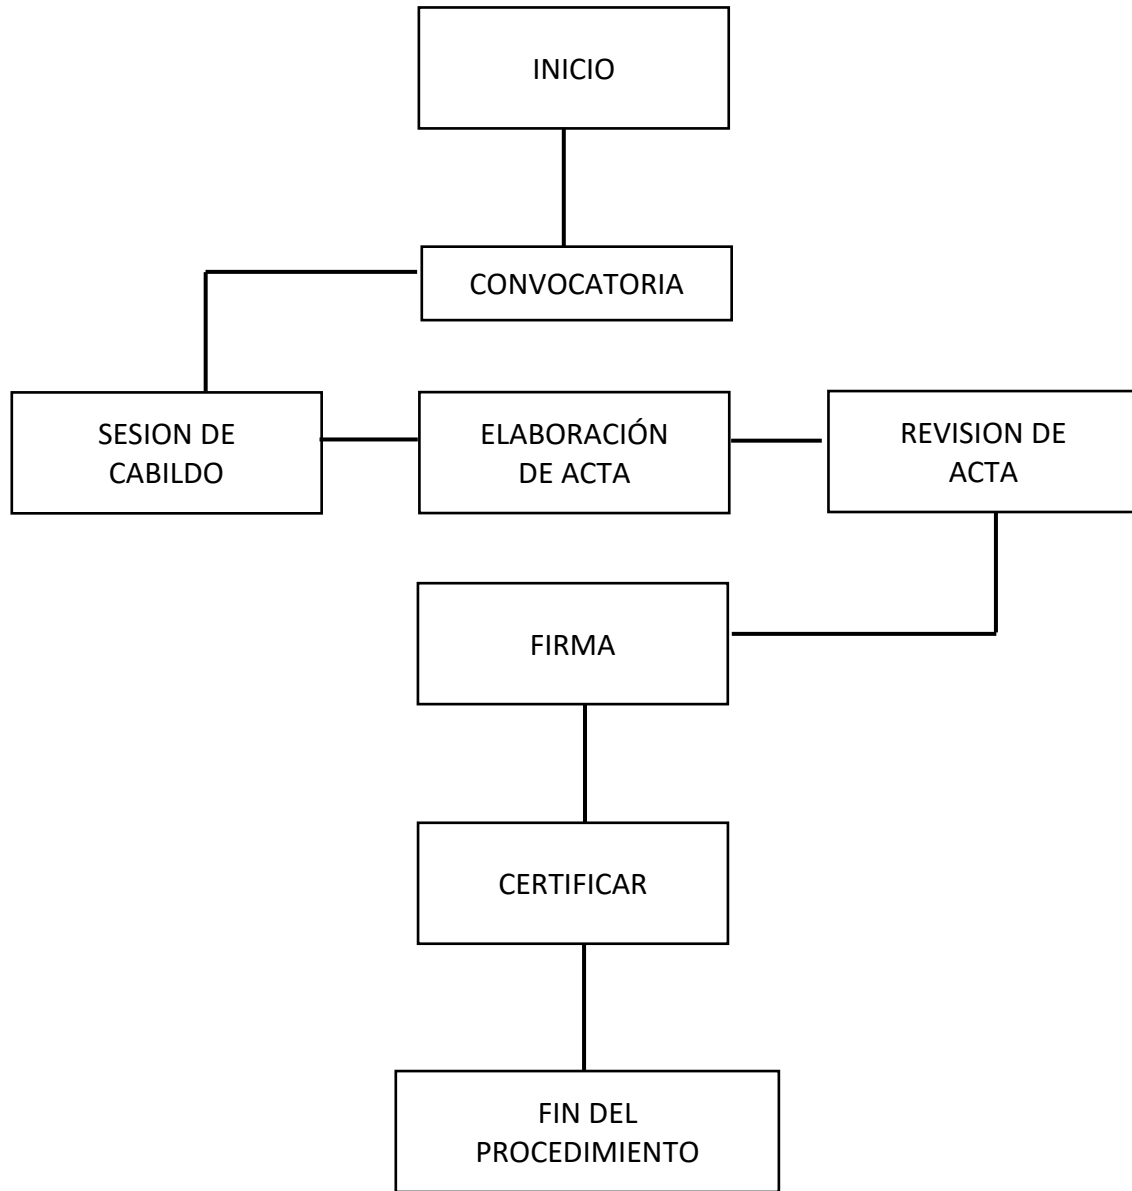 INICIO
CONVOCATORIA
SESION DE
CABILDO
ELABORACIÓN
DE ACTA
REVISION DE
ACTA
FIRMA
CERTIFICAR
FIN DEL
PROCEDIMIENTO